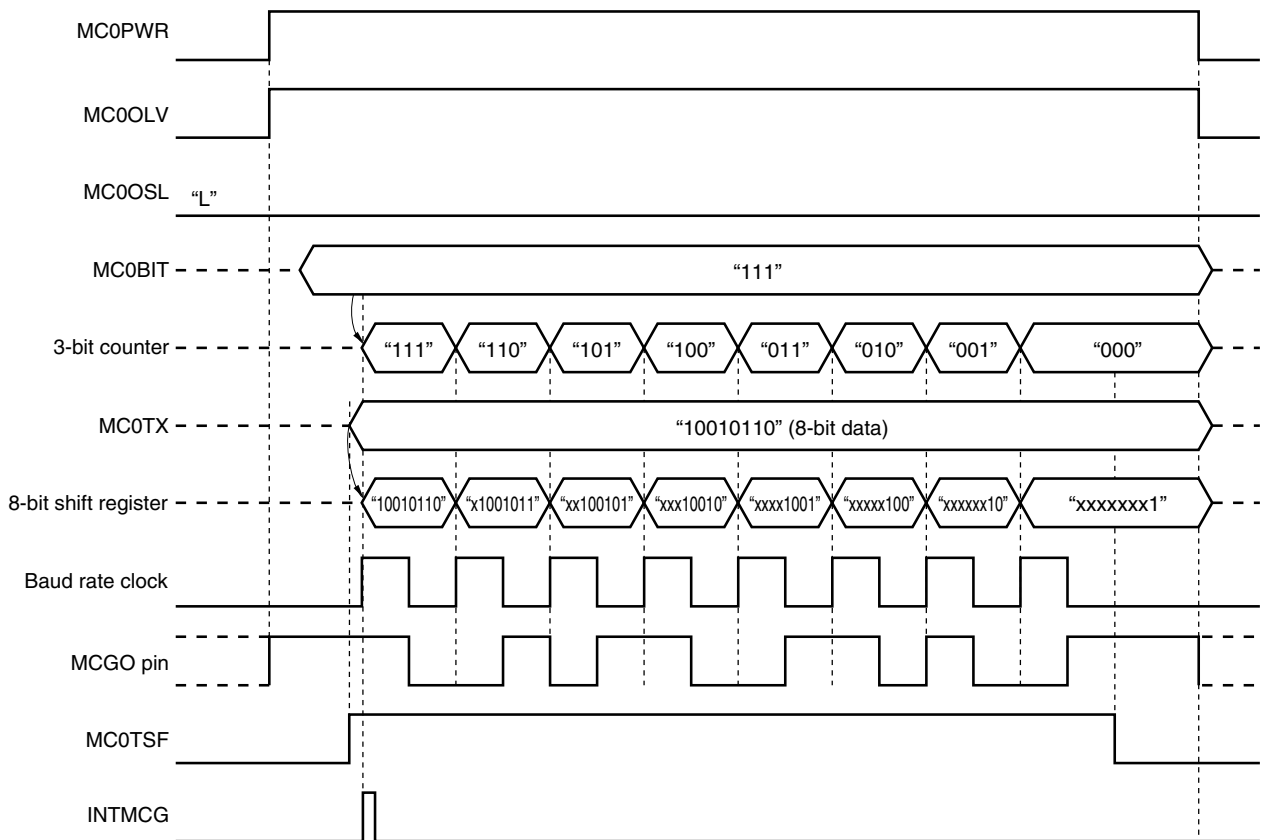 MC0PWR
MC0OLV
MC0OSL “L”
MC0BIT “111”
3-bit counter “111” “110” “101” “100” “011” “010” “001” “000”
MC0TX “10010110” (8-bit data)
8-bit shift register “10010110” “x1001011” “xx100101” “xxx10010” “xxxx1001” “xxxxx100” “xxxxxx10” “xxxxxxx1”
Baud rate clock
MCGO pin
MC0TSF
INTMCG